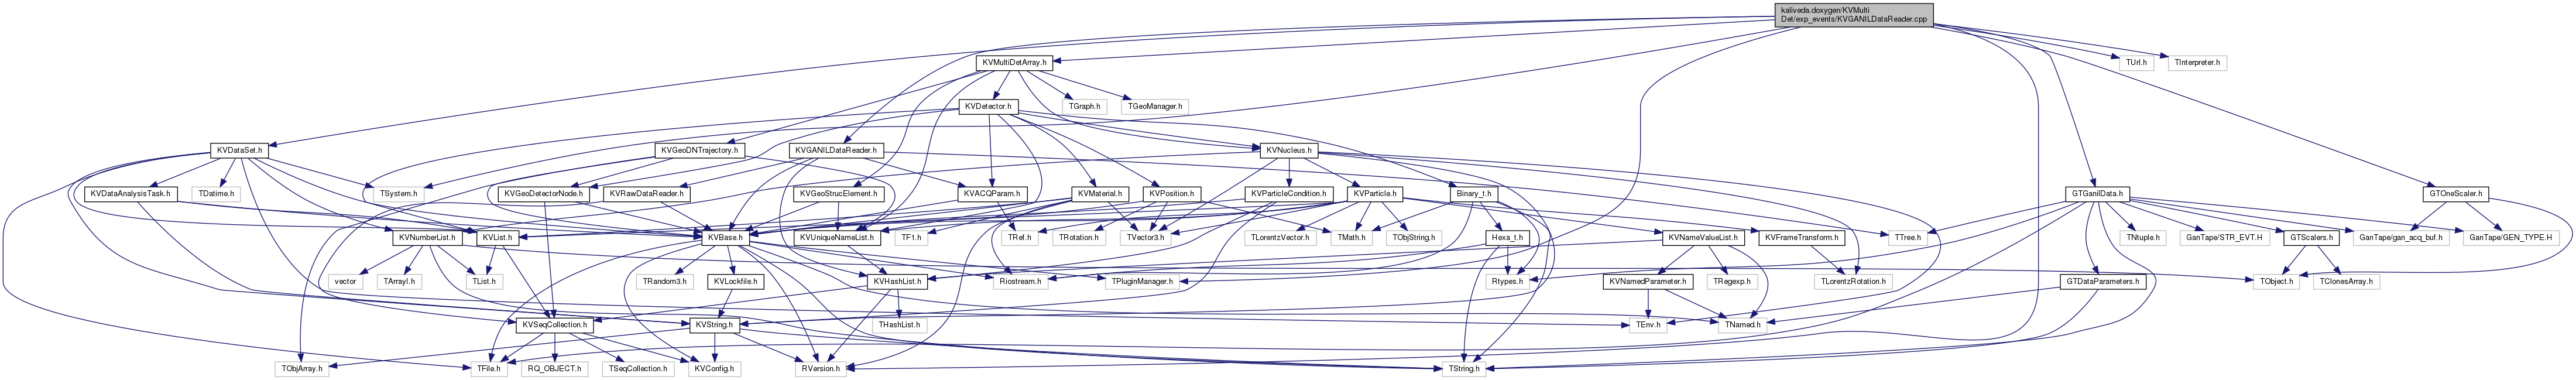 kaliveda.doxygen/KVMulti
Det/exp_events/KVGANILDataReader.cpp
KVMultiDetArray.h
TUrl.h
TInterpreter.h
KVDetector.h
TGraph.h
TGeoManager.h
KVDataSet.h
KVGeoDNTrajectory.h
KVGANILDataReader.h
KVNucleus.h
KVDataAnalysisTask.h
TDatime.h
TSystem.h
KVGeoDetectorNode.h
KVRawDataReader.h
KVGeoStrucElement.h
KVACQParam.h
KVMaterial.h
KVPosition.h
KVParticleCondition.h
KVParticle.h
Binary_t.h
GTGanilData.h
GTOneScaler.h
KVNumberList.h
KVList.h
KVBase.h
KVUniqueNameList.h
TF1.h
TRef.h
TRotation.h
TVector3.h
TLorentzVector.h
TMath.h
TObjString.h
Hexa_t.h
KVNameValueList.h
KVFrameTransform.h
TTree.h
TNtuple.h
GanTape/STR_EVT.H
GTScalers.h
GanTape/gan_acq_buf.h
GanTape/GEN_TYPE.H
vector
TArrayI.h
TList.h
TRandom3.h
KVLockfile.h
KVHashList.h
Riostream.h
TPluginManager.h
Rtypes.h
KVNamedParameter.h
TRegexp.h
TLorentzRotation.h
GTDataParameters.h
TObject.h
TClonesArray.h
KVSeqCollection.h
KVString.h
THashList.h
TEnv.h
TNamed.h
TObjArray.h
TFile.h
RQ_OBJECT.h
TSeqCollection.h
KVConfig.h
RVersion.h
TString.h